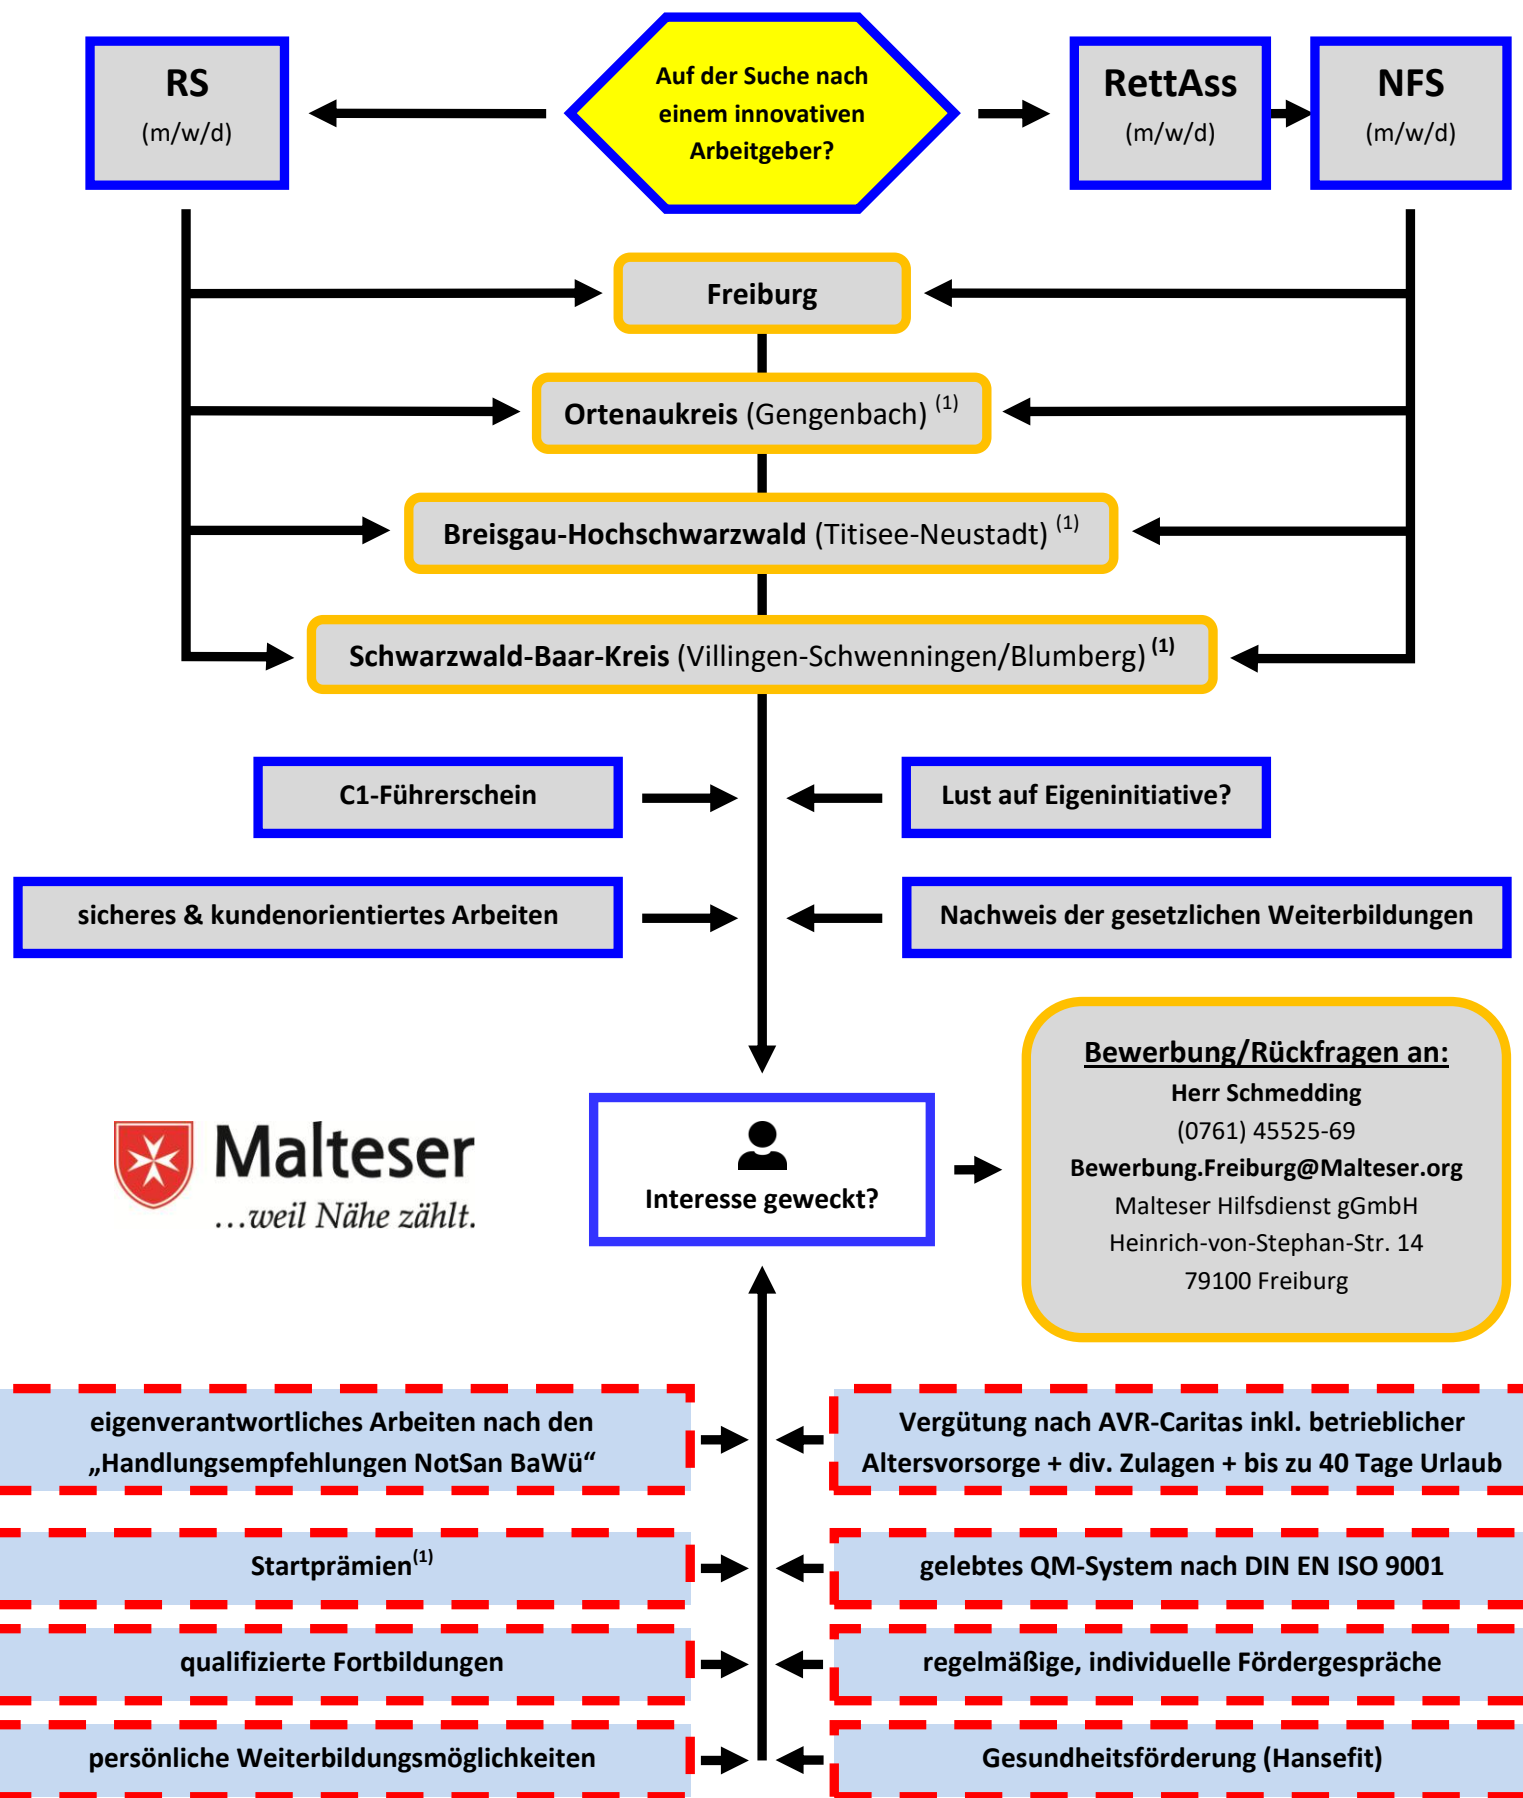 Auf der Suche nach
einem innovativen
Arbeitgeber?
RS
(m/w/d)
RettAss
(m/w/d)
NFS
(m/w/d)
Freiburg
Ortenaukreis (Gengenbach) (1)
Breisgau-Hochschwarzwald (Titisee-Neustadt) (1)
Schwarzwald-Baar-Kreis (Villingen-Schwenningen/Blumberg) (1)
C1-Führerschein
Lust auf Eigeninitiative?
sicheres & kundenorientiertes Arbeiten
Nachweis der gesetzlichen Weiterbildungen
Malteser
...weil Nähe zählt.
Interesse geweckt?
Bewerbung/Rückfragen an:
Herr Schmedding
(0761) 45525-69
Bewerbung.Freiburg@Malteser.org
Malteser Hilfsdienst gGmbH
Heinrich-von-Stephan-Str. 14
79100 Freiburg
eigenverantwortliches Arbeiten nach den
„Handlungsempfehlungen NotSan BaWü“
Vergütung nach AVR-Caritas inkl. betrieblicher
Altersvorsorge + div. Zulagen + bis zu 40 Tage Urlaub
Startprämien(1)
gelebtes QM-System nach DIN EN ISO 9001
qualifizierte Fortbildungen
regelmäßige, individuelle Fördergespräche
persönliche Weiterbildungsmöglichkeiten
Gesundheitsförderung (Hansefit)